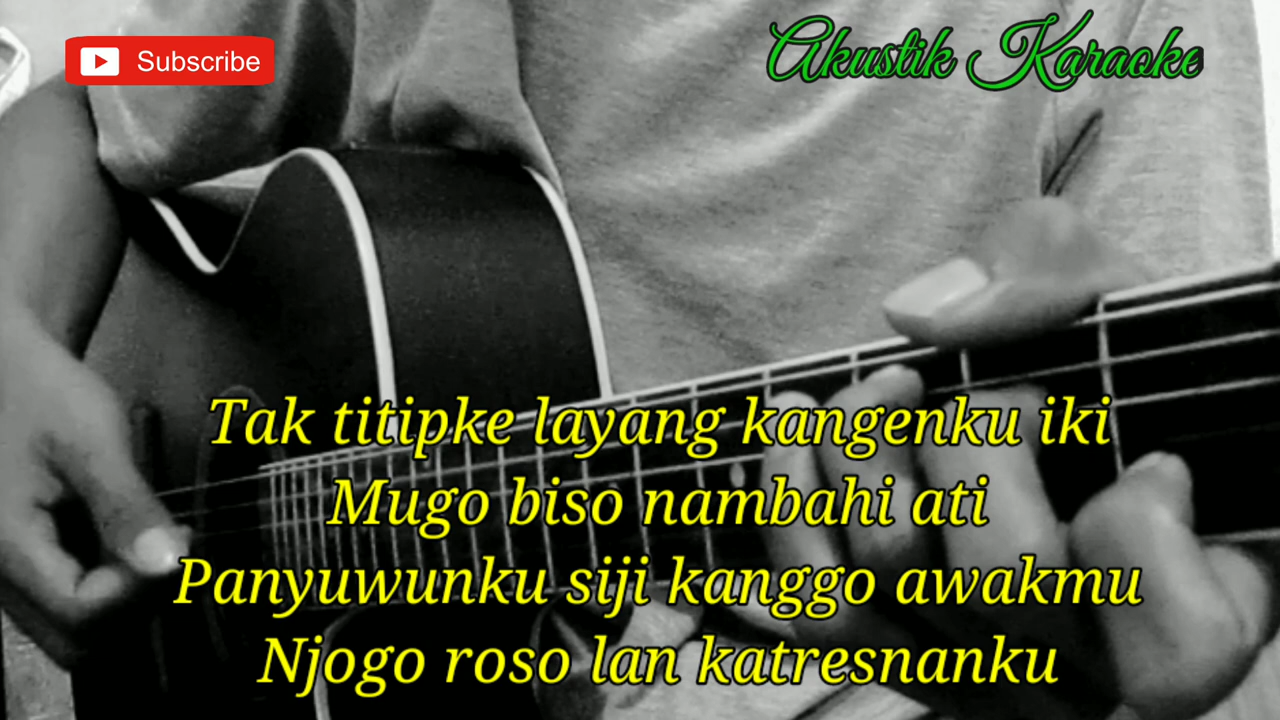 Subscribe
Akustik Karaoke
Tak titipke layang kangenku iki
Mugo biso nambahi ati
Panyuwunku siji kanggo awakmu
Njogo roso lan katresnanku